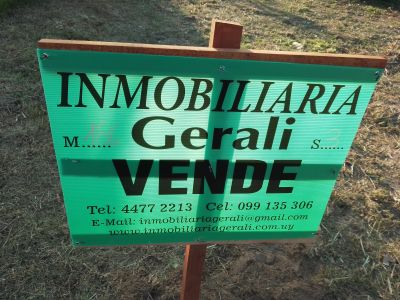 INMOBILIARIA
M...... Gerali S......
VENDE
Tel: 4477 2213 Cel: 099 135 306
E-Mail: inmobiliariagerali@gmail.com
www.inmobiliariagerali.com.uy